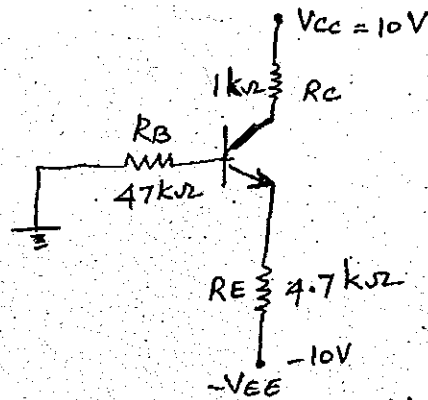 VCC = 10V
1kΩ RC
RB
47kΩ
RE 4.7kΩ
-10V
-VEE